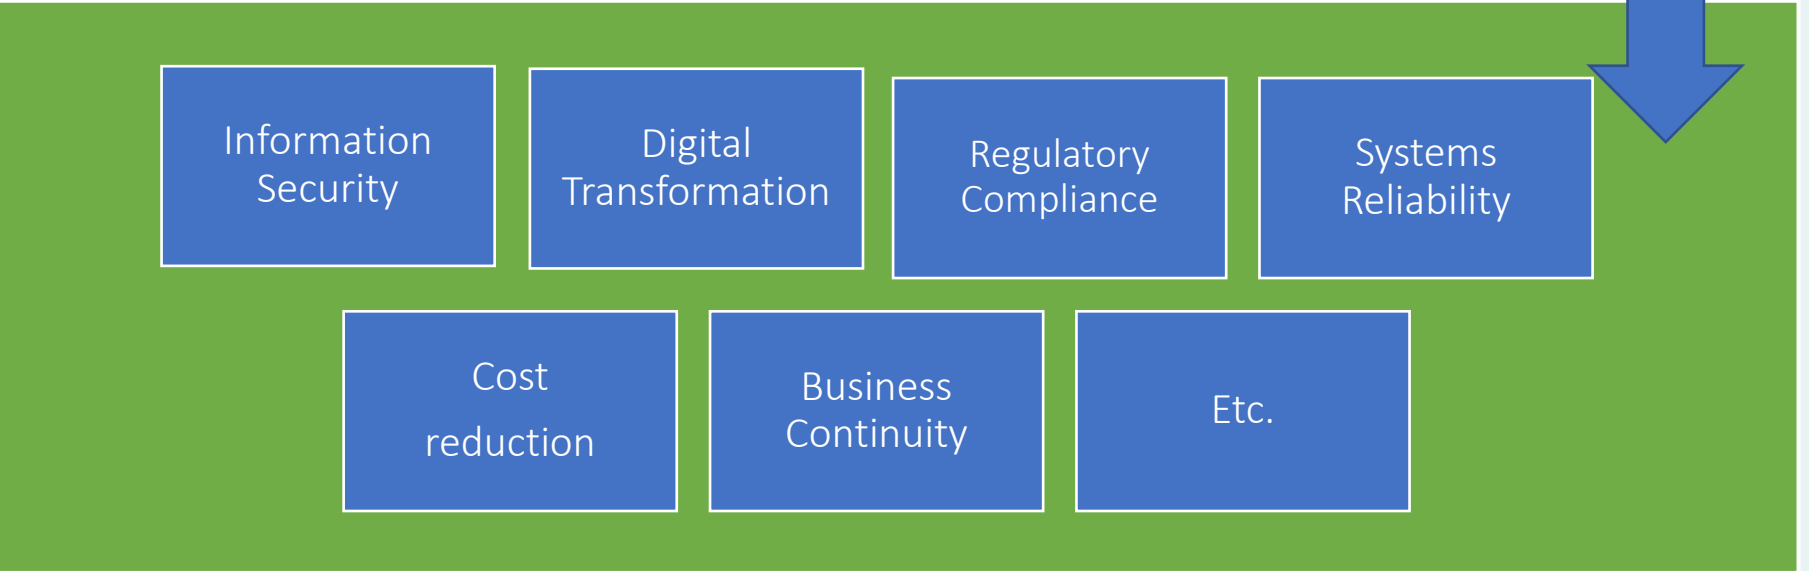 Information
Security
Digital
Transformation
Regulatory
Compliance
Systems
Reliability
Cost
reduction
Business
Continuity
Etc.